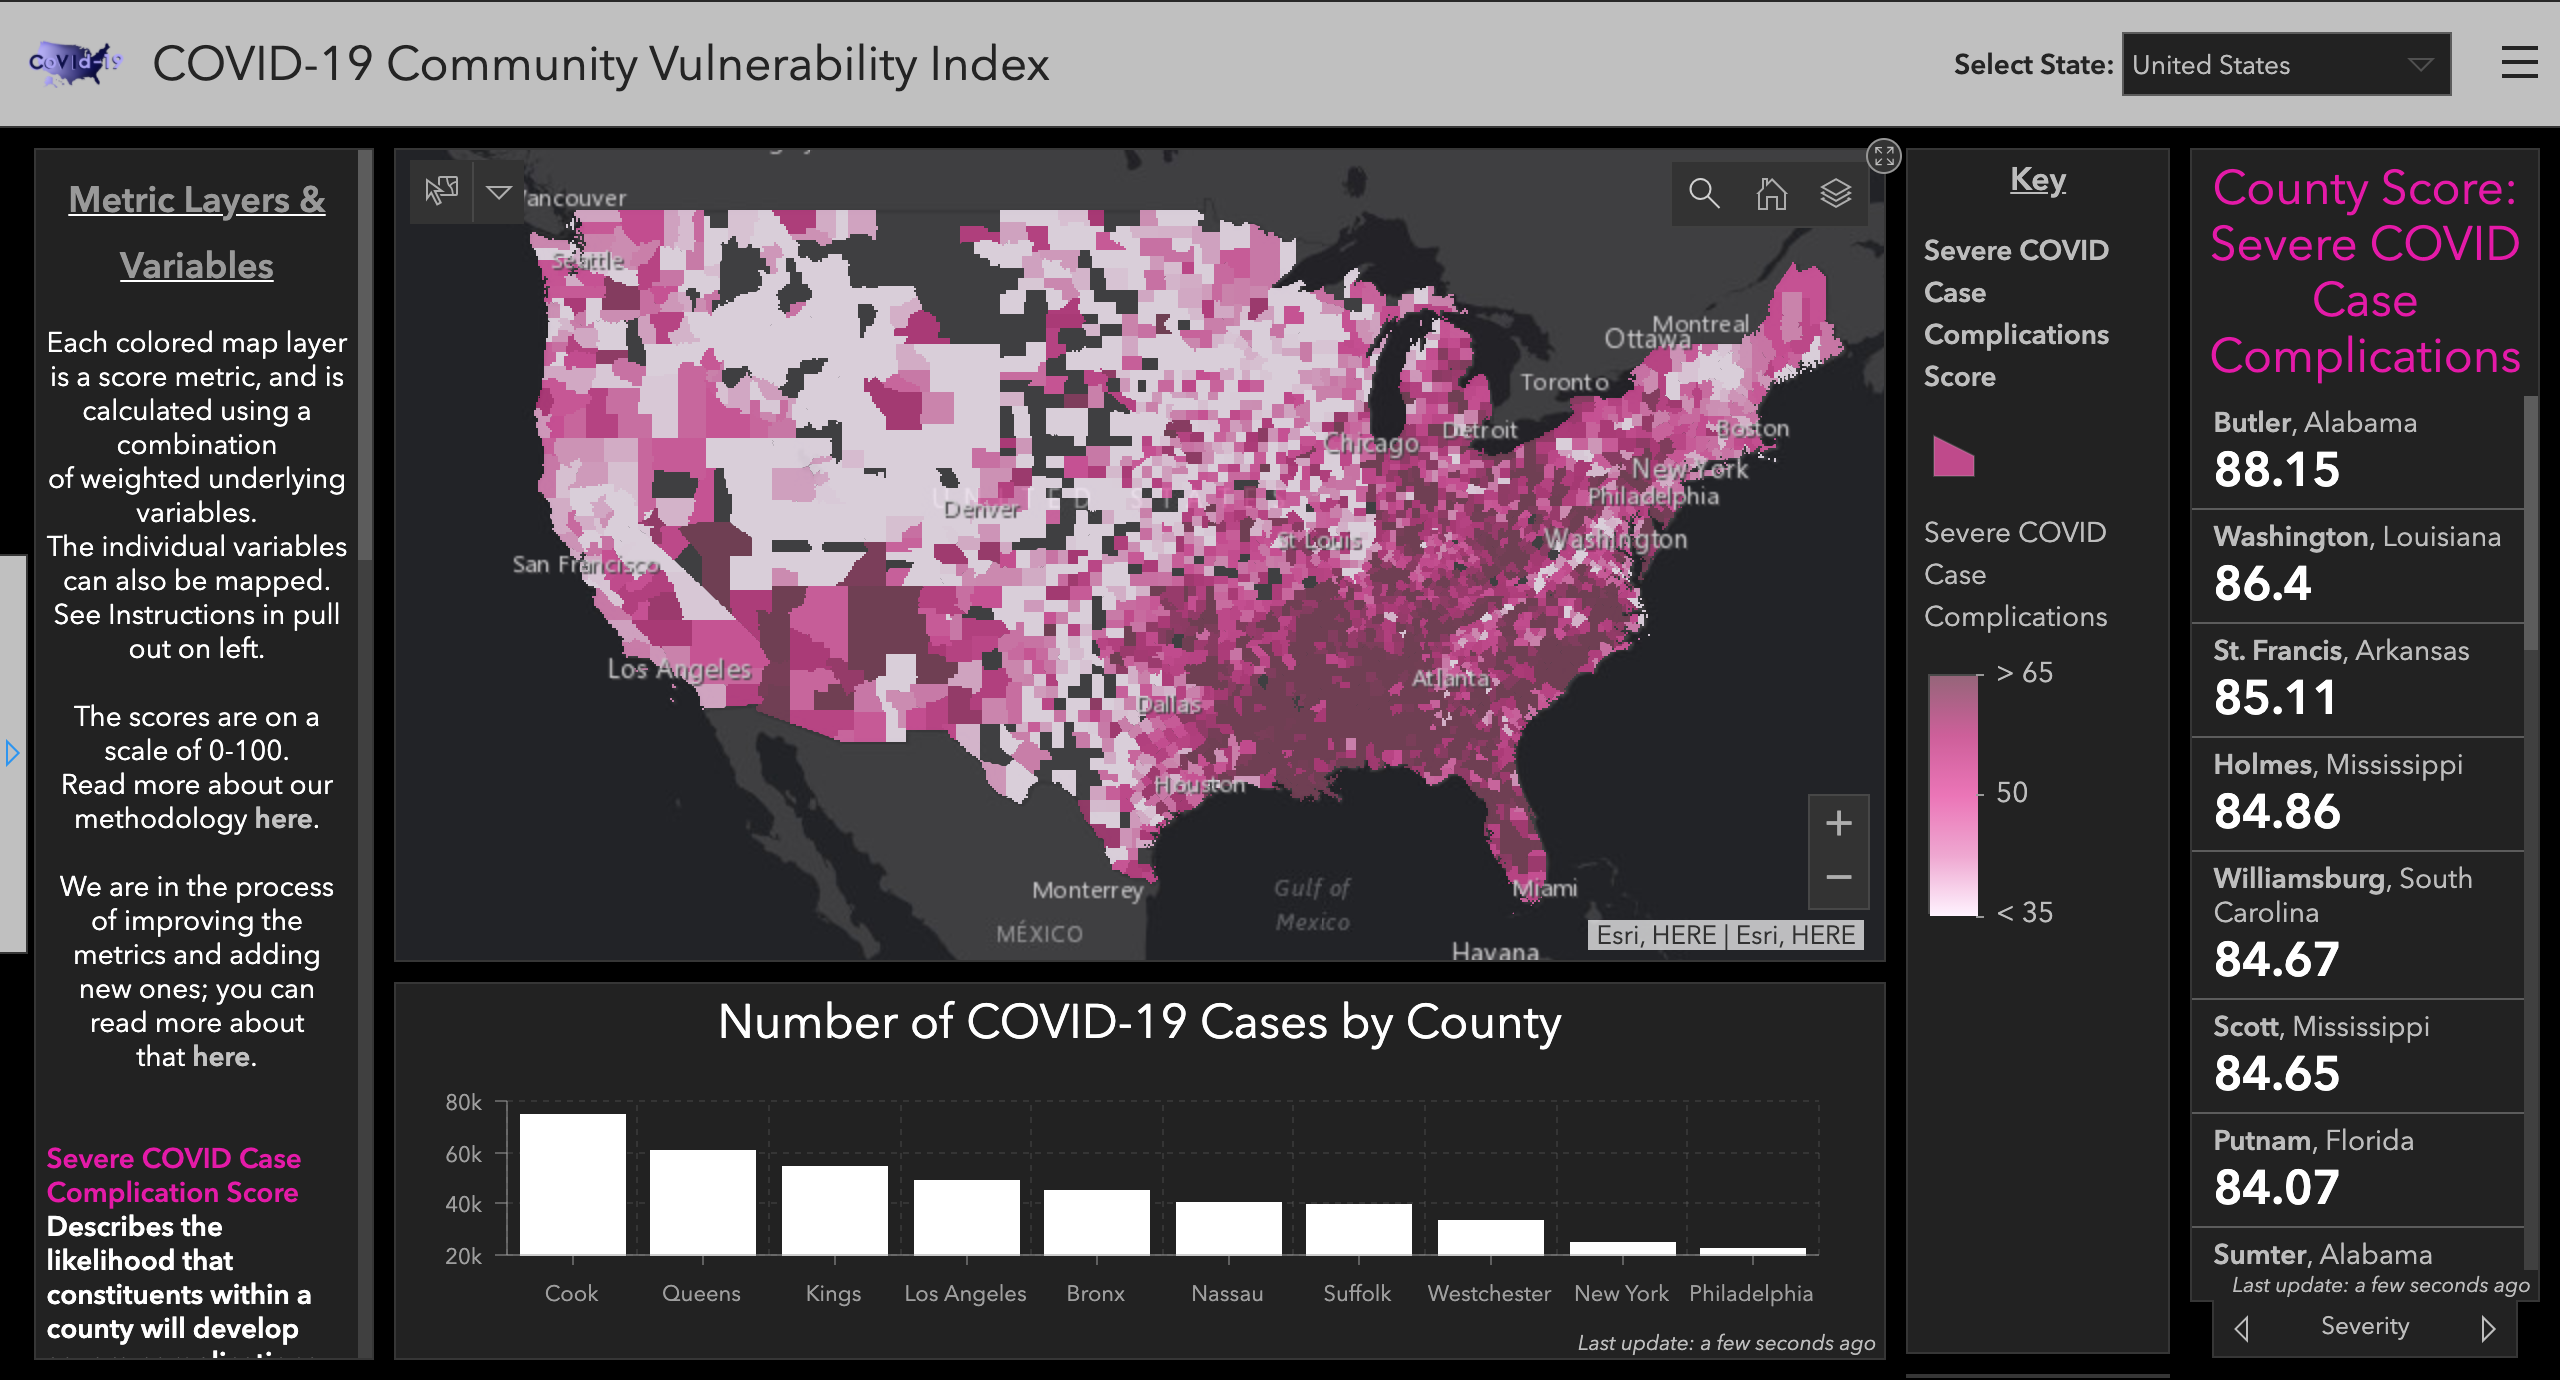 Covid-19
COVID-19 Community Vulnerability Index
Select State:
United States
Metric Layers &
Variables
Each colored map layer
is a score metric, and is
calculated using a
combination
of weighted underlying
variables.
The individual variables
can also be mapped.
See Instructions in pull
out on left.
The scores are on a
scale of 0-100.
Read more about our
methodology here.
We are in the process
of improving the
metrics and adding
new ones; you can
read more about
that here.
Severe COVID Case
Complication Score
Describes the
likelihood that
constituents within a
county will develop
ancouver
Seattle
Montreal
Ottawa
Toronto
Boston
Detroit
Chicago
New York
Philadelphia
Denver
St Louis
Washington
San Francisco
Los Angeles
Atlanta
Dallas
Houston
Monterrey
Gulf of
Mexico
Miami
MÉXICO
Havana
Esri, HERE | Esri, HERE
Number of COVID-19 Cases by County
80k
60k
40k
20k
Cook
Queens
Kings
Los Angeles
Bronx
Nassau
Suffolk
Westchester
New York
Philadelphia
Last update: a few seconds ago
Key
Severe COVID
Case
Complications
Score
Severe COVID
Case
Complications
> 65
50
< 35
County Score:
Severe COVID
Case
Complications
Butler, Alabama
88.15
Washington, Louisiana
86.4
St. Francis, Arkansas
85.11
Holmes, Mississippi
84.86
Williamsburg, South
Carolina
84.67
Scott, Mississippi
84.65
Putnam, Florida
84.07
Sumter, Alabama
Last update: a few seconds ago
Severity